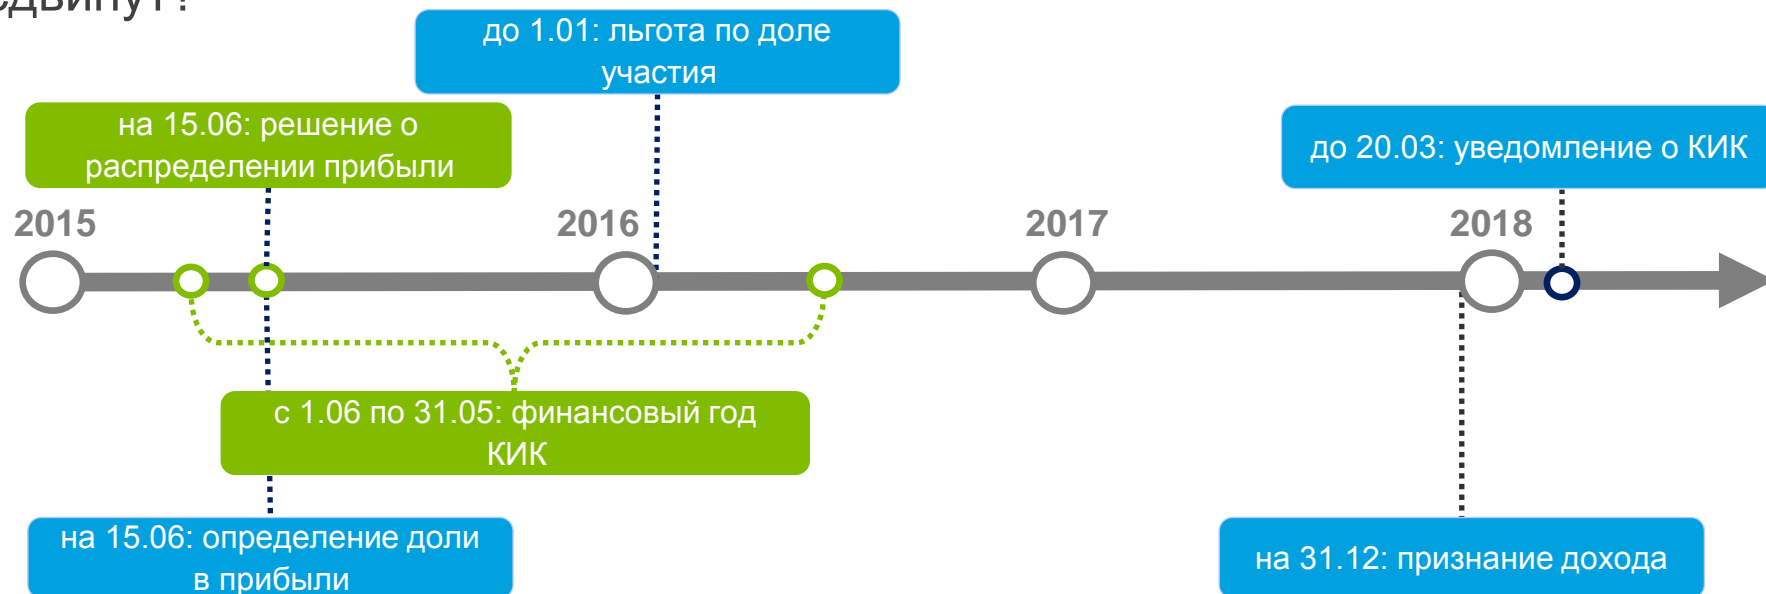 сдвинут?
до 1.01: льгота по доле
участия
на 15.06: решение о
распределении прибыли
до 20.03: уведомление о КИК
2015
2016
2017
2018
с 1.06 по 31.05: финансовый год
КИК
на 15.06: определение доли
в прибыли
на 31.12: признание дохода